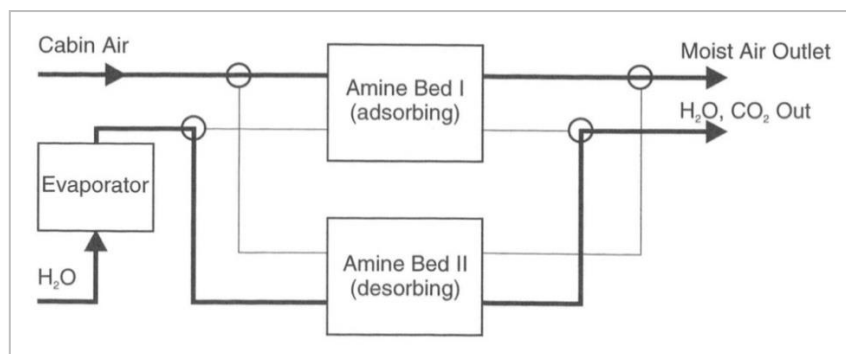 Cabin Air
Moist Air Outlet
Amine Bed I
(adsorbing)
H₂O, CO₂ Out
Evaporator
Amine Bed II
(desorbing)
H₂O